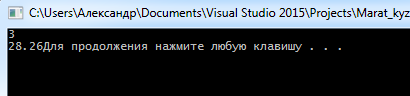 C:\Users\Александр\Documents\Visual Studio 2015\Projects\Marat_kyz
3
28.26Для продолжения нажмите любую клавишу . . .